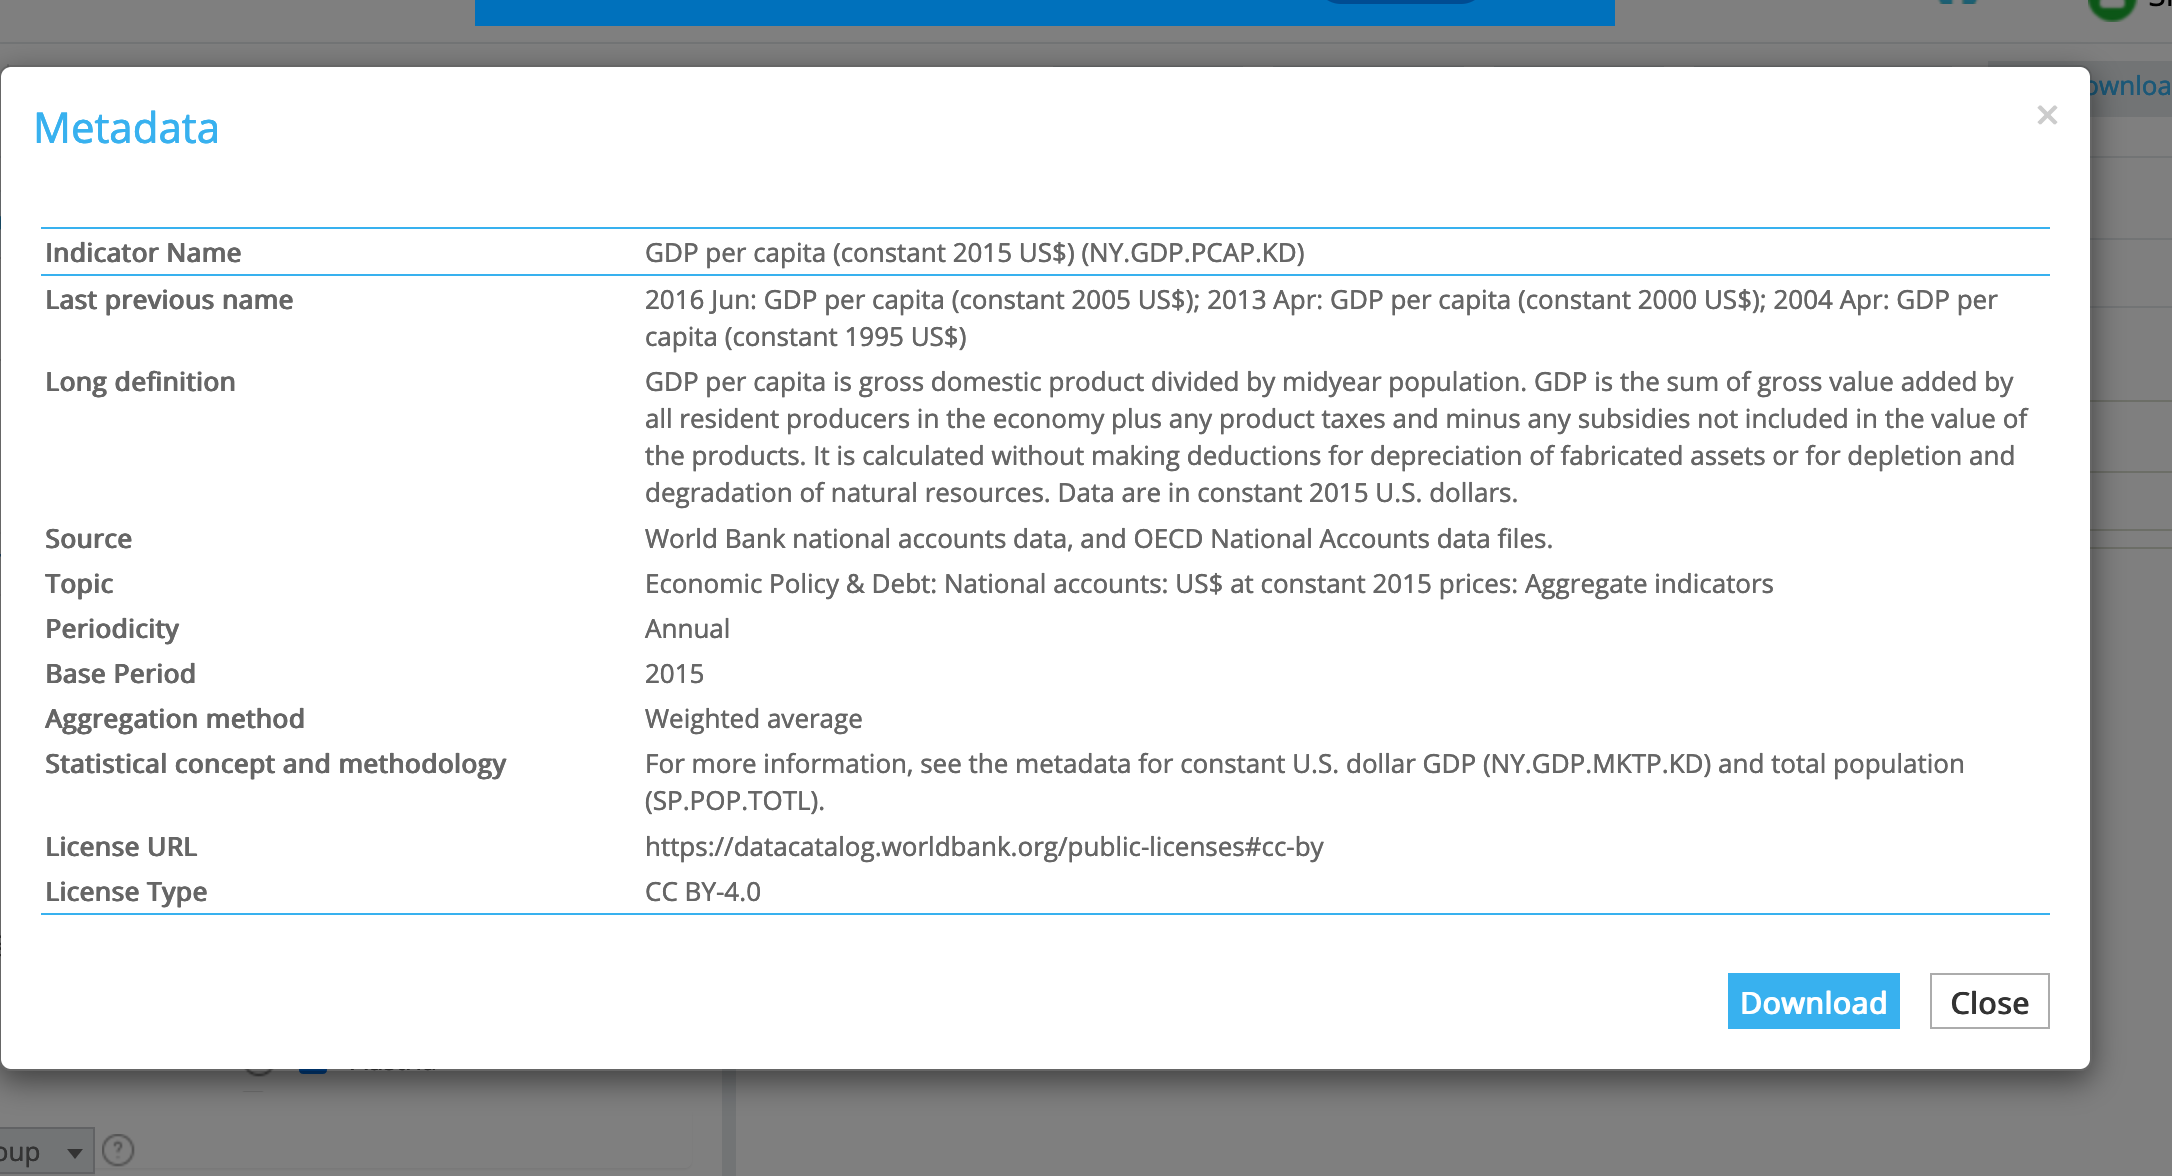 Metadata
×
Indicator Name GDP per capita (constant 2015 US$) (NY.GDP.PCAP.KD)
Last previous name 2016 Jun: GDP per capita (constant 2005 US$); 2013 Apr: GDP per capita (constant 2000 US$); 2004 Apr: GDP per
capita (constant 1995 US$)
Long definition GDP per capita is gross domestic product divided by midyear population. GDP is the sum of gross value added by
all resident producers in the economy plus any product taxes and minus any subsidies not included in the value of
the products. It is calculated without making deductions for depreciation of fabricated assets or for depletion and
degradation of natural resources. Data are in constant 2015 U.S. dollars.
Source World Bank national accounts data, and OECD National Accounts data files.
Topic Economic Policy & Debt: National accounts: US$ at constant 2015 prices: Aggregate indicators
Periodicity Annual
Base Period 2015
Aggregation method Weighted average
Statistical concept and methodology For more information, see the metadata for constant U.S. dollar GDP (NY.GDP.MKTP.KD) and total population
(SP.POP.TOTL).
License URL https://datacatalog.worldbank.org/public-licenses#cc-by
License Type CC BY-4.0
Download Close
oup ?